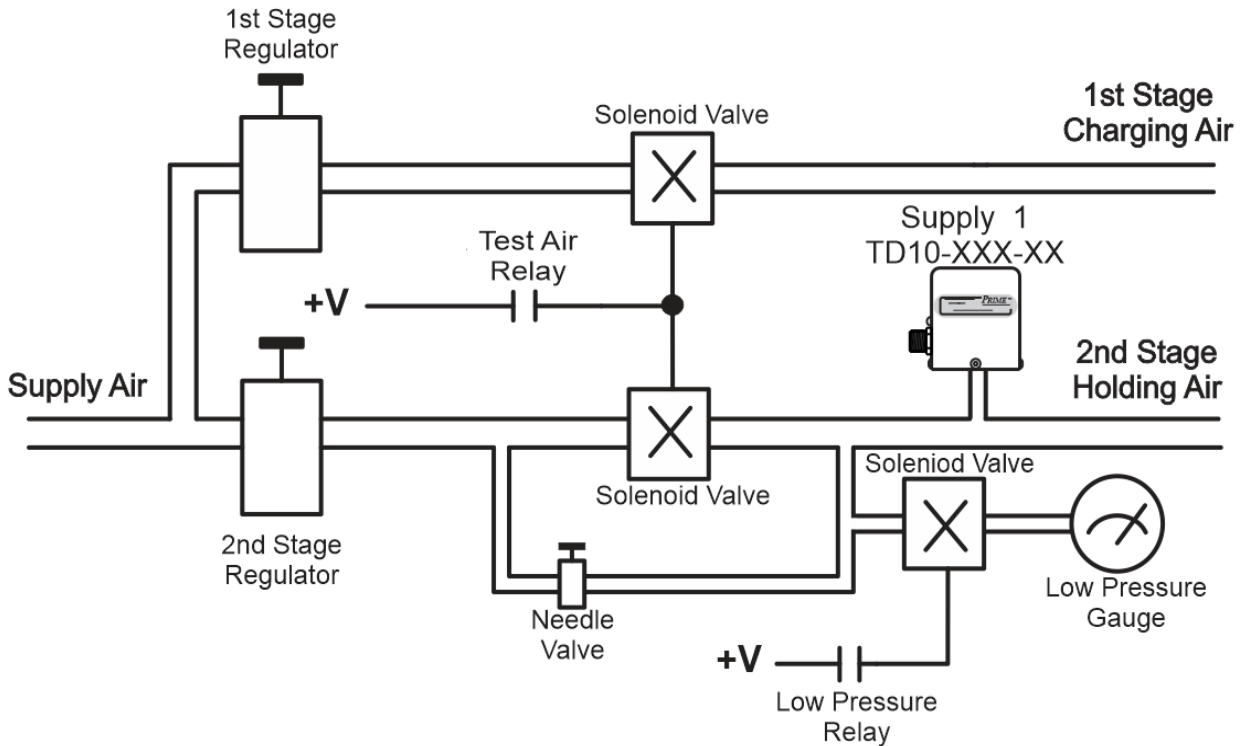 1st Stage
Regulator
Solenoid Valve
1st Stage
Charging Air
Supply 1
TD10-XXX-XX
PRIME
Test Air
Relay
+V
Supply Air
2nd Stage
Holding Air
Solenoid Valve
Soleniod Valve
2nd Stage
Regulator
Needle
Valve
Low Pressure
Gauge
+V
Low Pressure
Relay